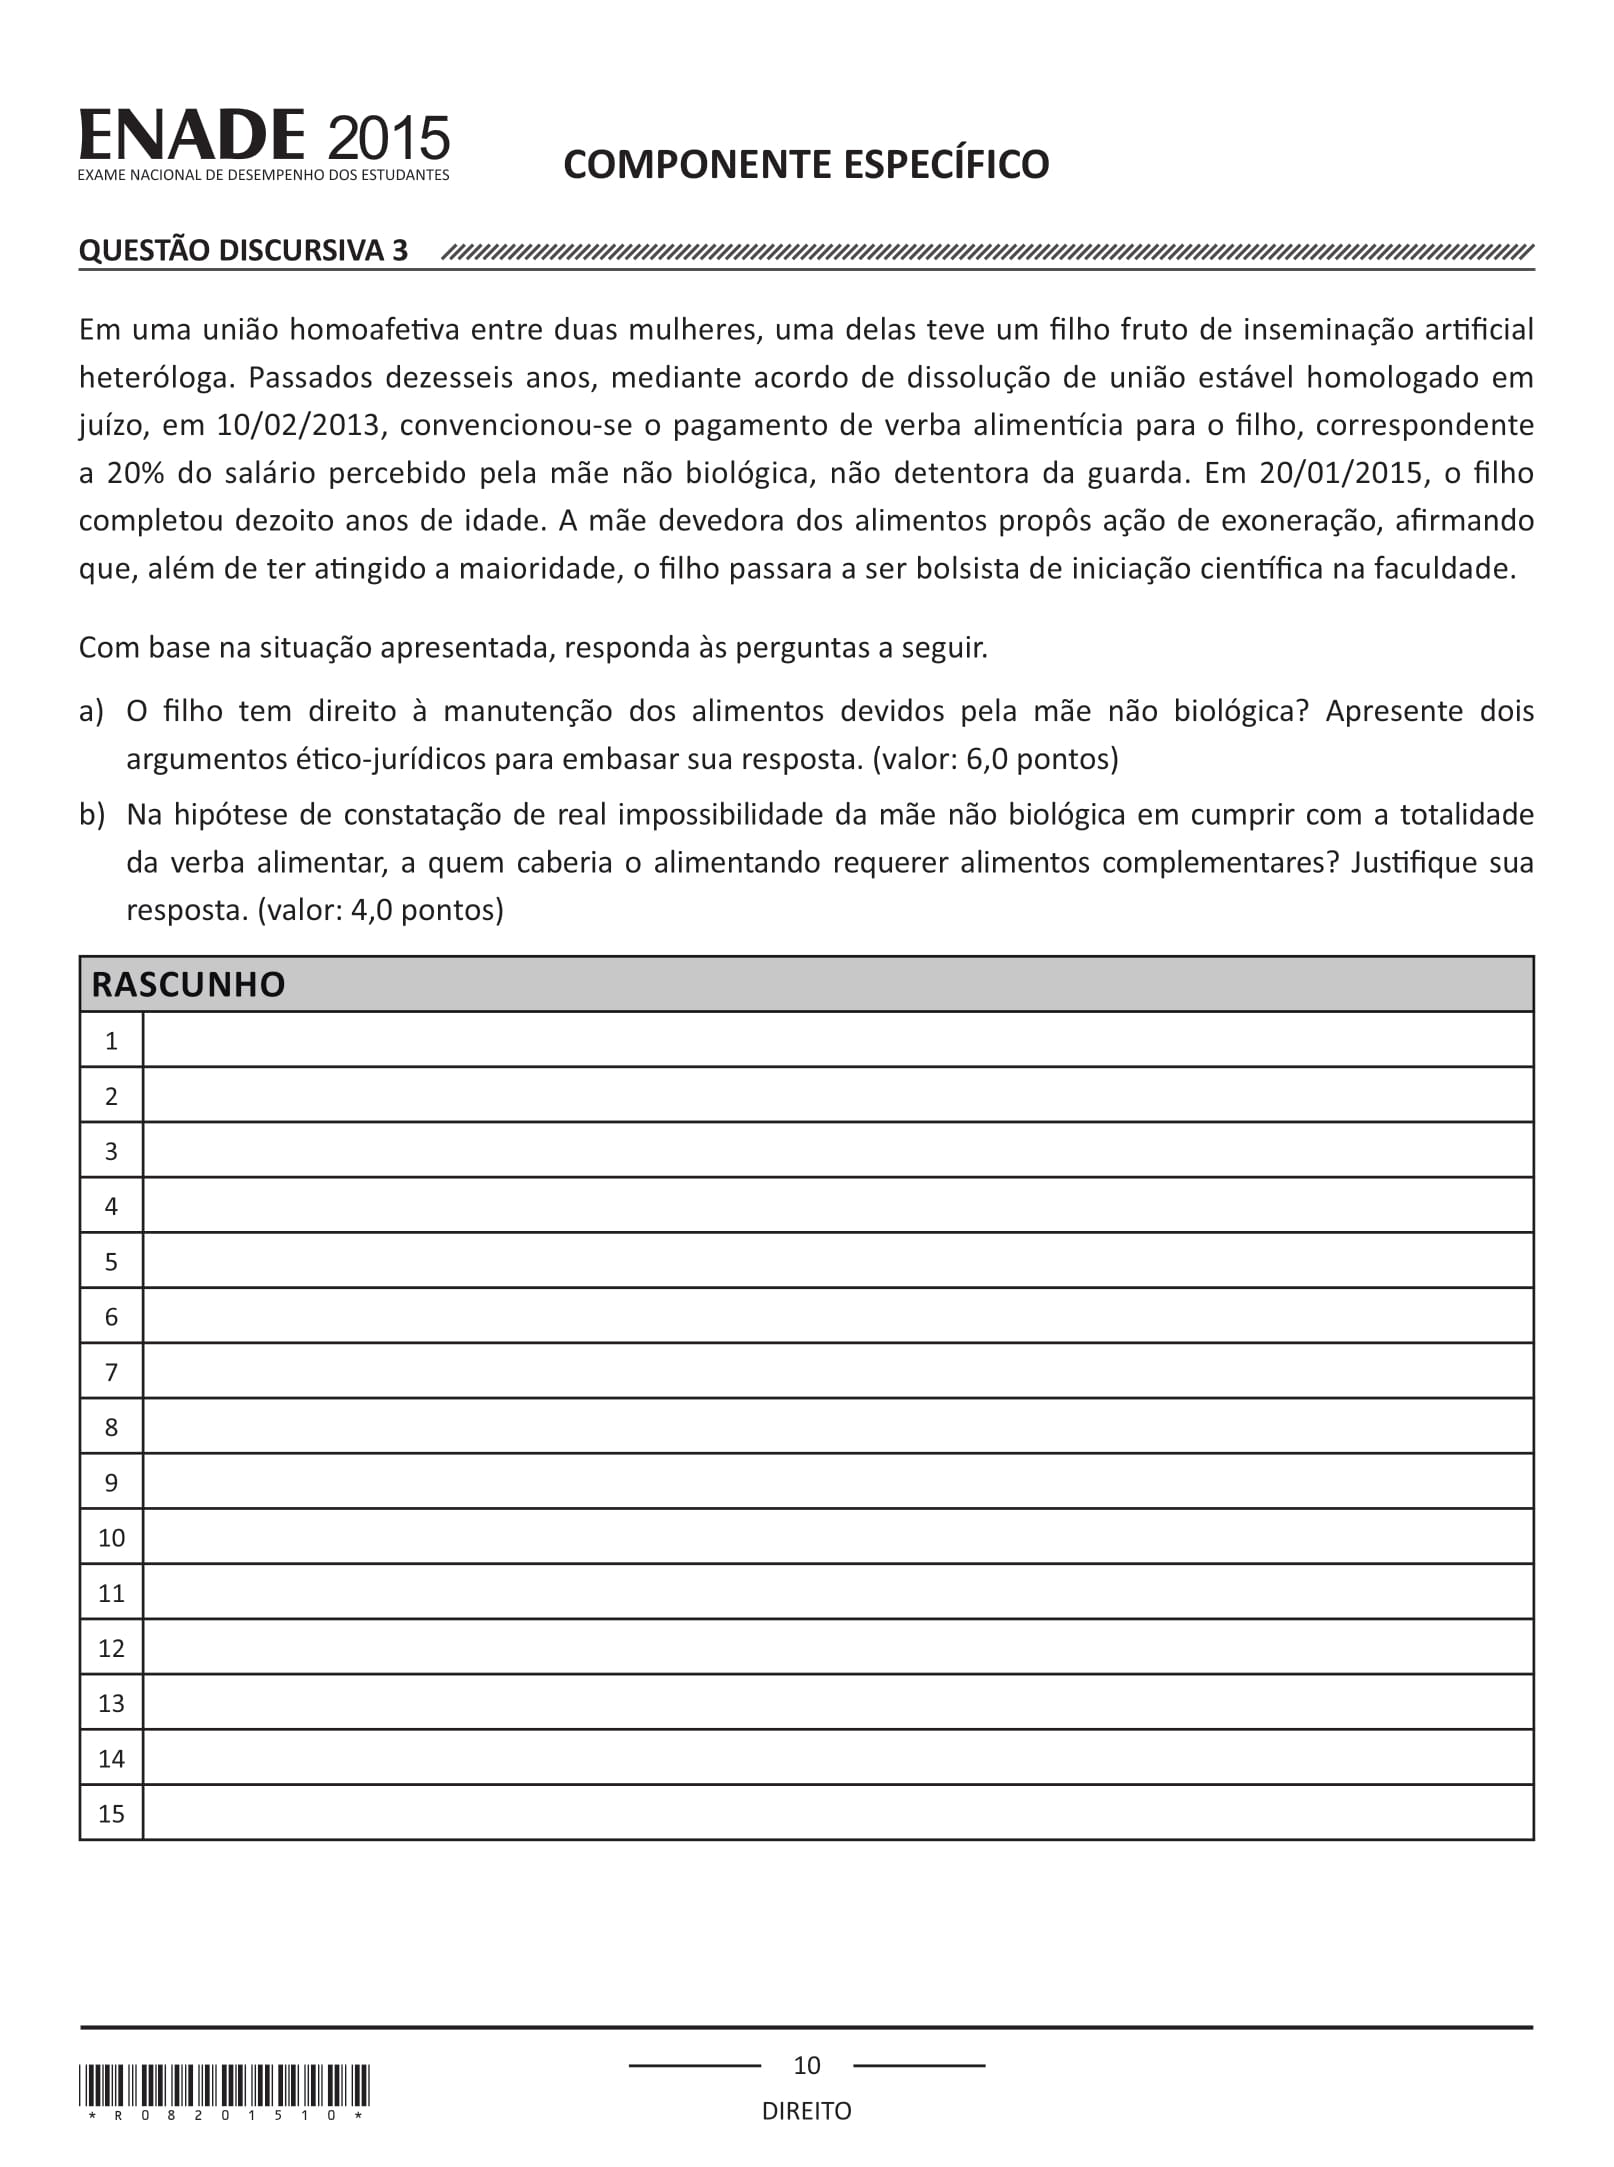 ENADE 2015
EXAME NACIONAL DE DESEMPENHO DOS ESTUDANTES
COMPONENTE ESPECÍFICO
QUESTÃO DISCURSIVA 3
Em uma união homoafetiva entre duas mulheres, uma delas teve um filho fruto de inseminação artificial
heteróloga. Passados dezesseis anos, mediante acordo de dissolução de união estável homologado em
juízo, em 10/02/2013, convencionou-se o pagamento de verba alimentícia para o filho, correspondente
a 20% do salário percebido pela mãe não biológica, não detentora da guarda. Em 20/01/2015, o filho
completou dezoito anos de idade. A mãe devedora dos alimentos propôs ação de exoneração, afirmando
que, além de ter atingido a maioridade, o filho passara a ser bolsista de iniciação científica na faculdade.
Com base na situação apresentada, responda às perguntas a seguir.
a) O filho tem direito à manutenção dos alimentos devidos pela mãe não biológica? Apresente dois
argumentos ético-jurídicos para embasar sua resposta. (valor: 6,0 pontos)
b) Na hipótese de constatação de real impossibilidade da mãe não biológica em cumprir com a totalidade
da verba alimentar, a quem caberia o alimentando requerer alimentos complementares? Justifique sua
resposta. (valor: 4,0 pontos)
RASCUNHO
1
2
3
4
5
6
7
8
9
10
11
12
13
14
15
10
DIREITO
*R08201510*